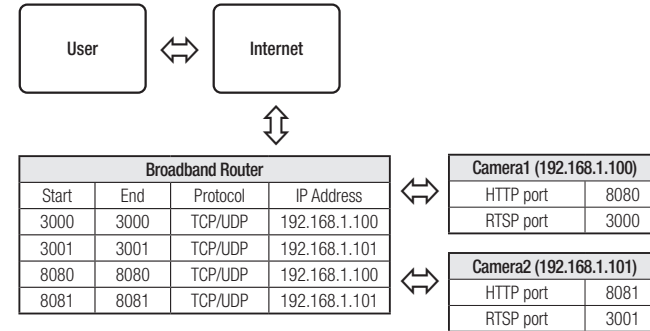 User
Internet
Broadband Router
Start End Protocol IP Address
3000 3000 TCP/UDP 192.168.1.100
3001 3001 TCP/UDP 192.168.1.101
8080 8080 TCP/UDP 192.168.1.100
8081 8081 TCP/UDP 192.168.1.101
Camera1 (192.168.1.100)
HTTP port 8080
RTSP port 3000
Camera2 (192.168.1.101)
HTTP port 8081
RTSP port 3001